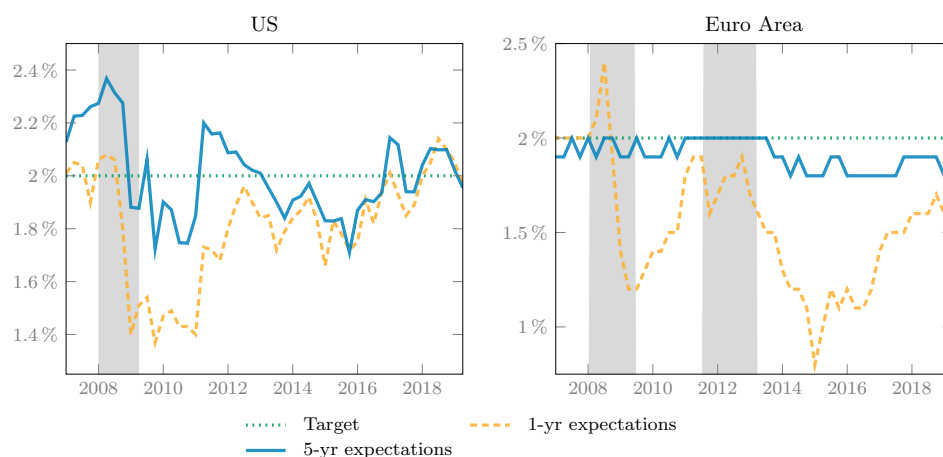 US
Euro Area
2.4 %
2.2 %
2 %
1.8 %
1.6 %
1.4 %
2008 2010 2012 2014 2016 2018
2.5 %
2 %
1.5 %
1 %
2008 2010 2012 2014 2016 2018
Target
1-yr expectations
5-yr expectations